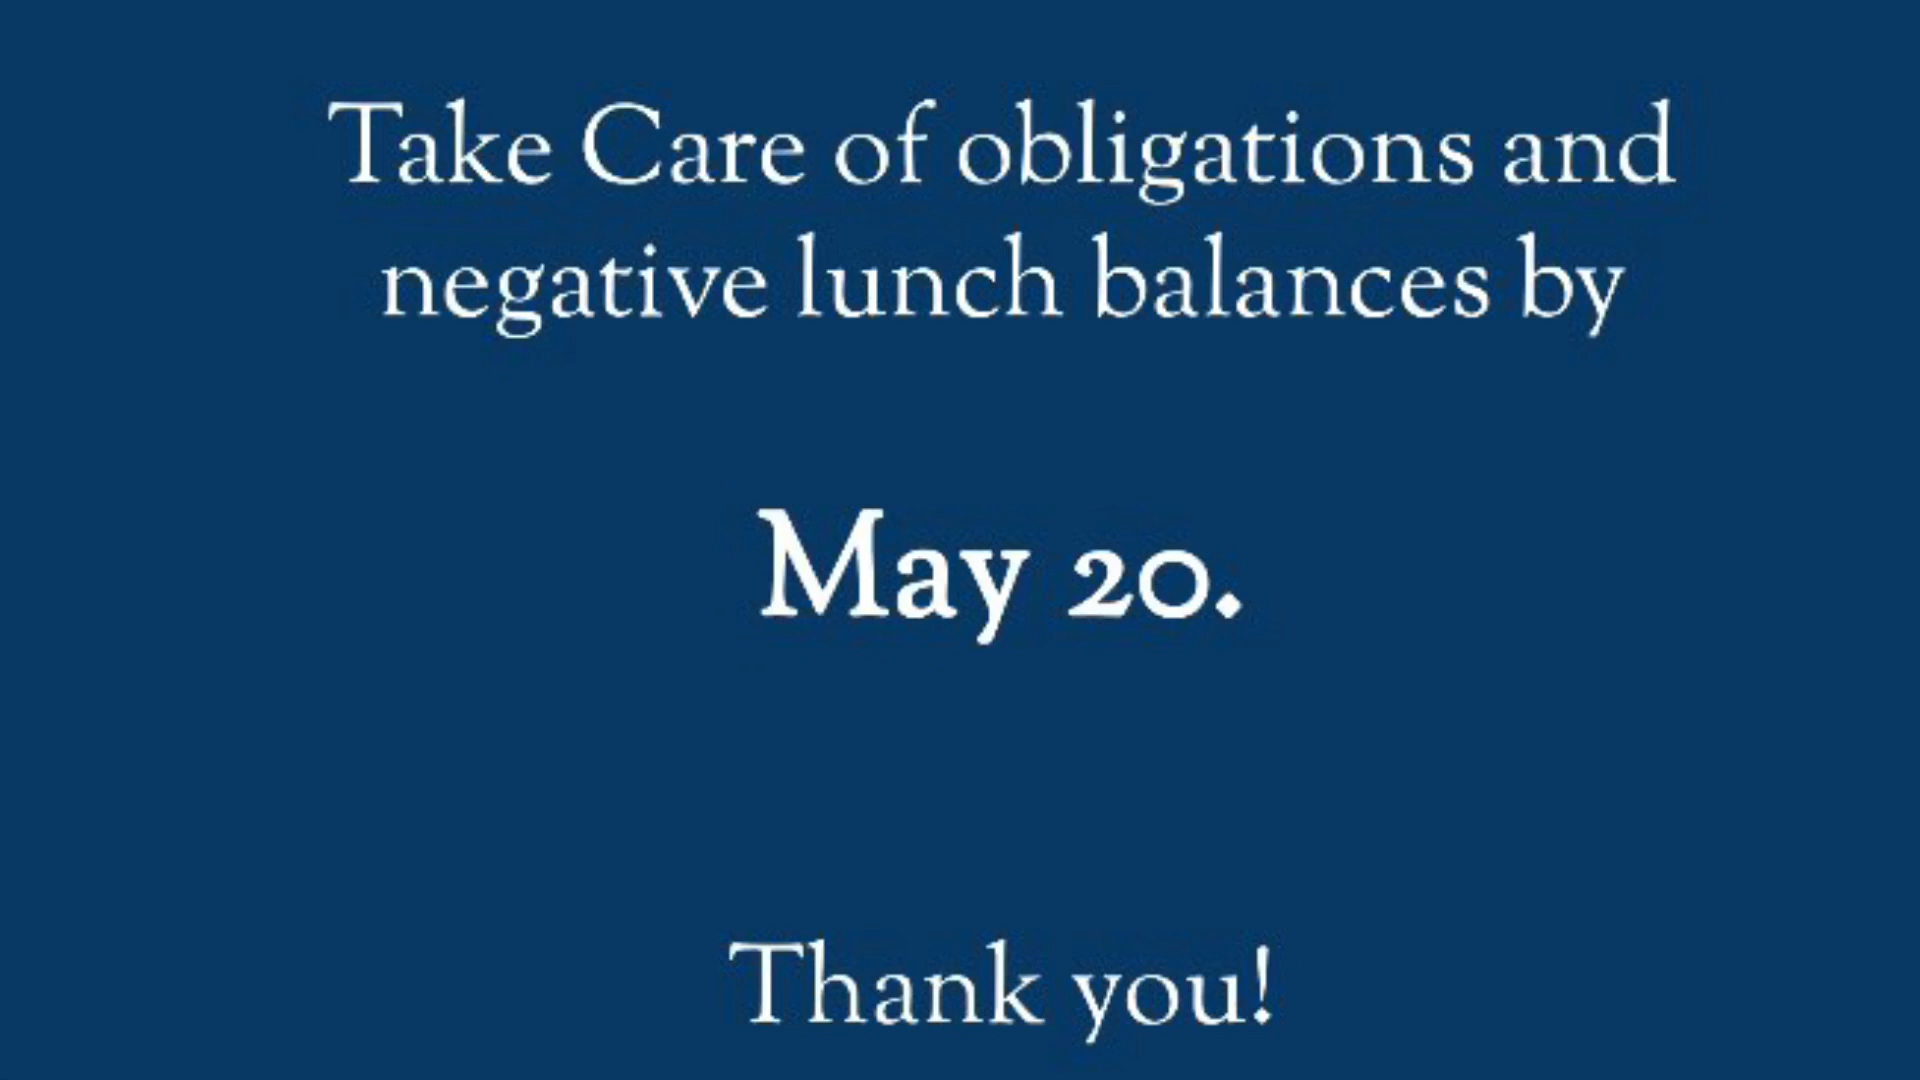 Take Care of obligations and
negative lunch balances by
May 20.
Thank you!